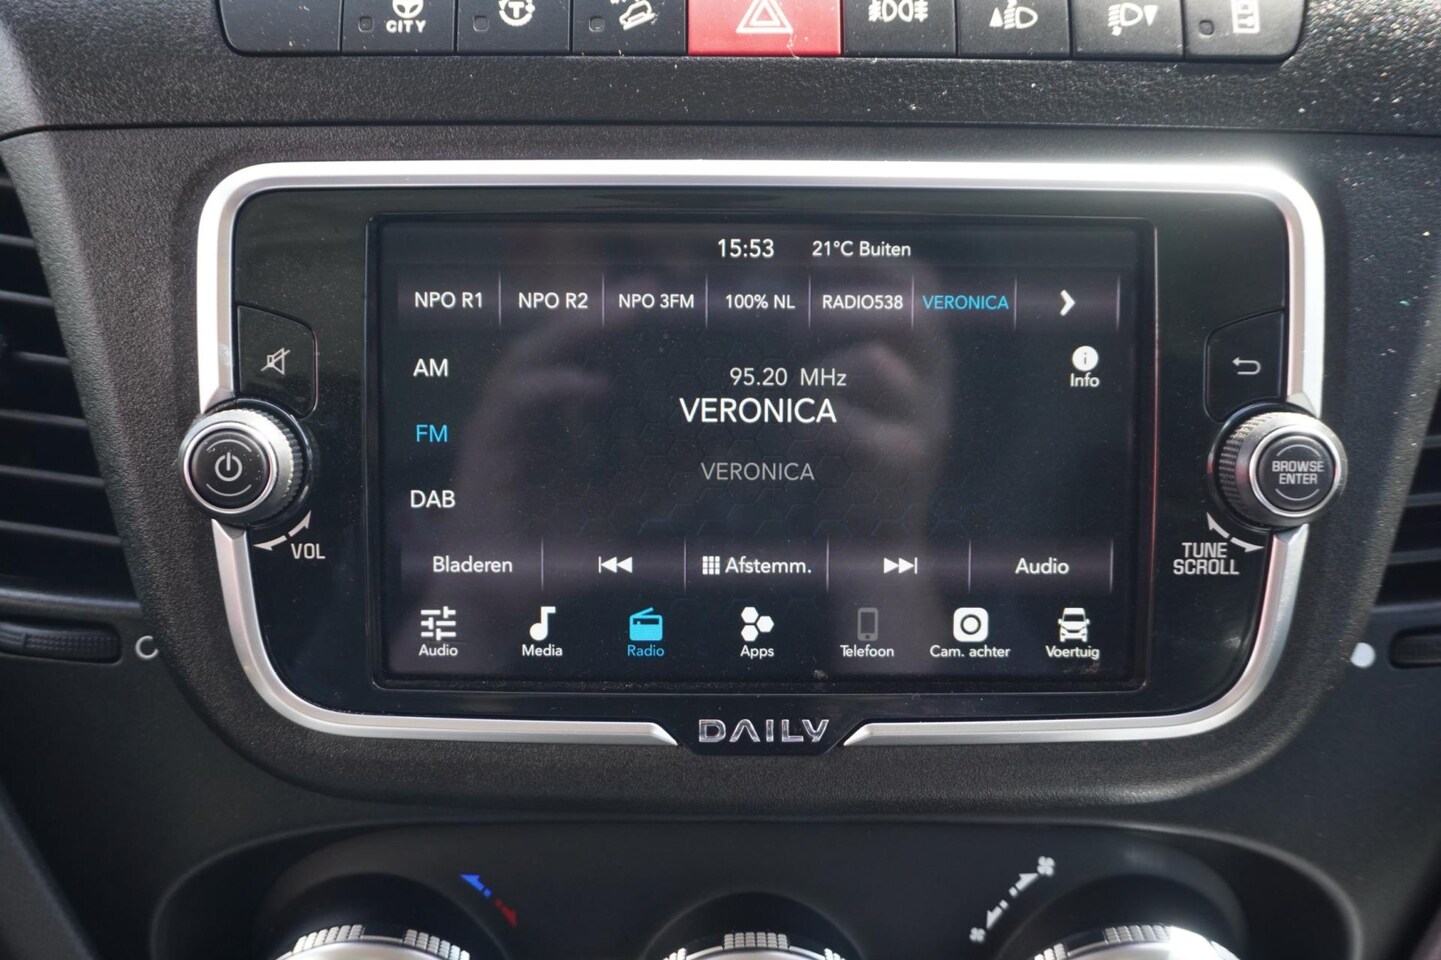 CITY
15:53 21°C Buiten
NPO R1 NPO R2 NPO 3FM 100% NL RADIO538 VERONICA
AM
95.20 MHz
Info
VERONICA
FM
VERONICA
DAB
BROWSE
ENTER
VOL
TUNE
SCROLL
Bladeren Afstemm. Audio
Audio Media Radio Apps Telefoon Cam. achter Voertuig
DAILY